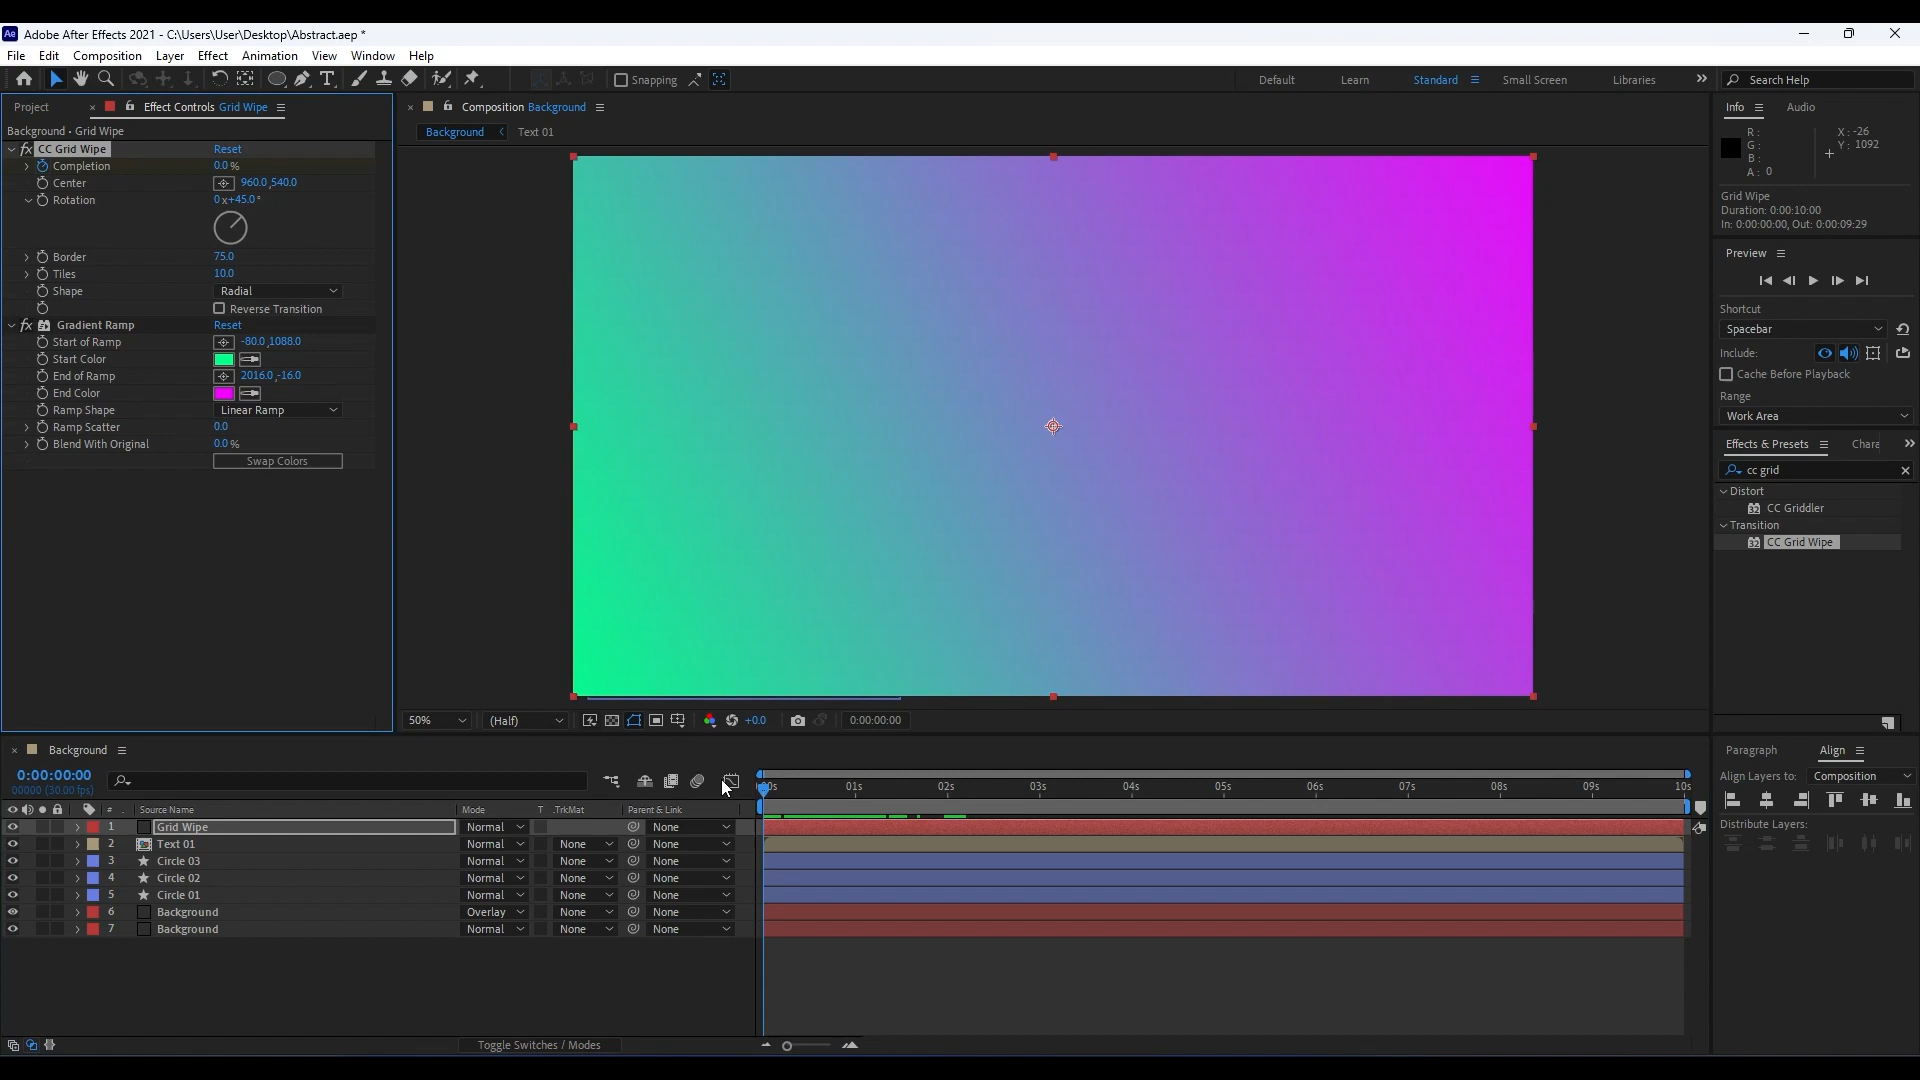 Adobe After Effects 2021 - C:\Users\User\Desktop\Abstract.aep *
File Edit Composition Layer Effect Animation View Window Help
Snapping Default Learn Standard Small Screen Libraries Search Help
Project Effect Controls Grid Wipe
Background • Grid Wipe
fx CC Grid Wipe Reset
Completion 0.0 %
Center 960.0,540.0
Rotation 0 x+45.0 °
Border 75.0
Tiles 10.0
Shape Radial
Reverse Transition
fx Gradient Ramp Reset
Start of Ramp -80.0,1088.0
Start Color
End of Ramp 2016.0,-16.0
End Color
Ramp Shape Linear Ramp
Ramp Scatter 0.0
Blend With Original 0.0 %
Swap Colors
Composition Background
Background Text 01
50% (Half) +0.0 0:00:00:00
Info Audio
R: X: -26
G: Y: 1092
B:
A: 0
Grid Wipe
Duration: 0:00:10:00
In: 0:00:00:00, Out: 0:00:09:29
Preview
Shortcut
Spacebar
Include:
Cache Before Playback
Range
Work Area
Effects & Presets Chara
cc grid
Distort
32 CC Griddler
Transition
32 CC Grid Wipe
Paragraph Align
Align Layers to: Composition
Distribute Layers:
Background
0:00:00:00
00000 (30.00 fps)
0s 01s 02s 03s 04s 05s 06s 07s 08s 09s 10s
# Source Name Mode T .TrkMat Parent & Link
1 Grid Wipe Normal None
2 Text 01 Normal None None
3 Circle 03 Normal None None
4 Circle 02 Normal None None
5 Circle 01 Normal None None
6 Background Overlay None None
7 Background Normal None None
Toggle Switches / Modes